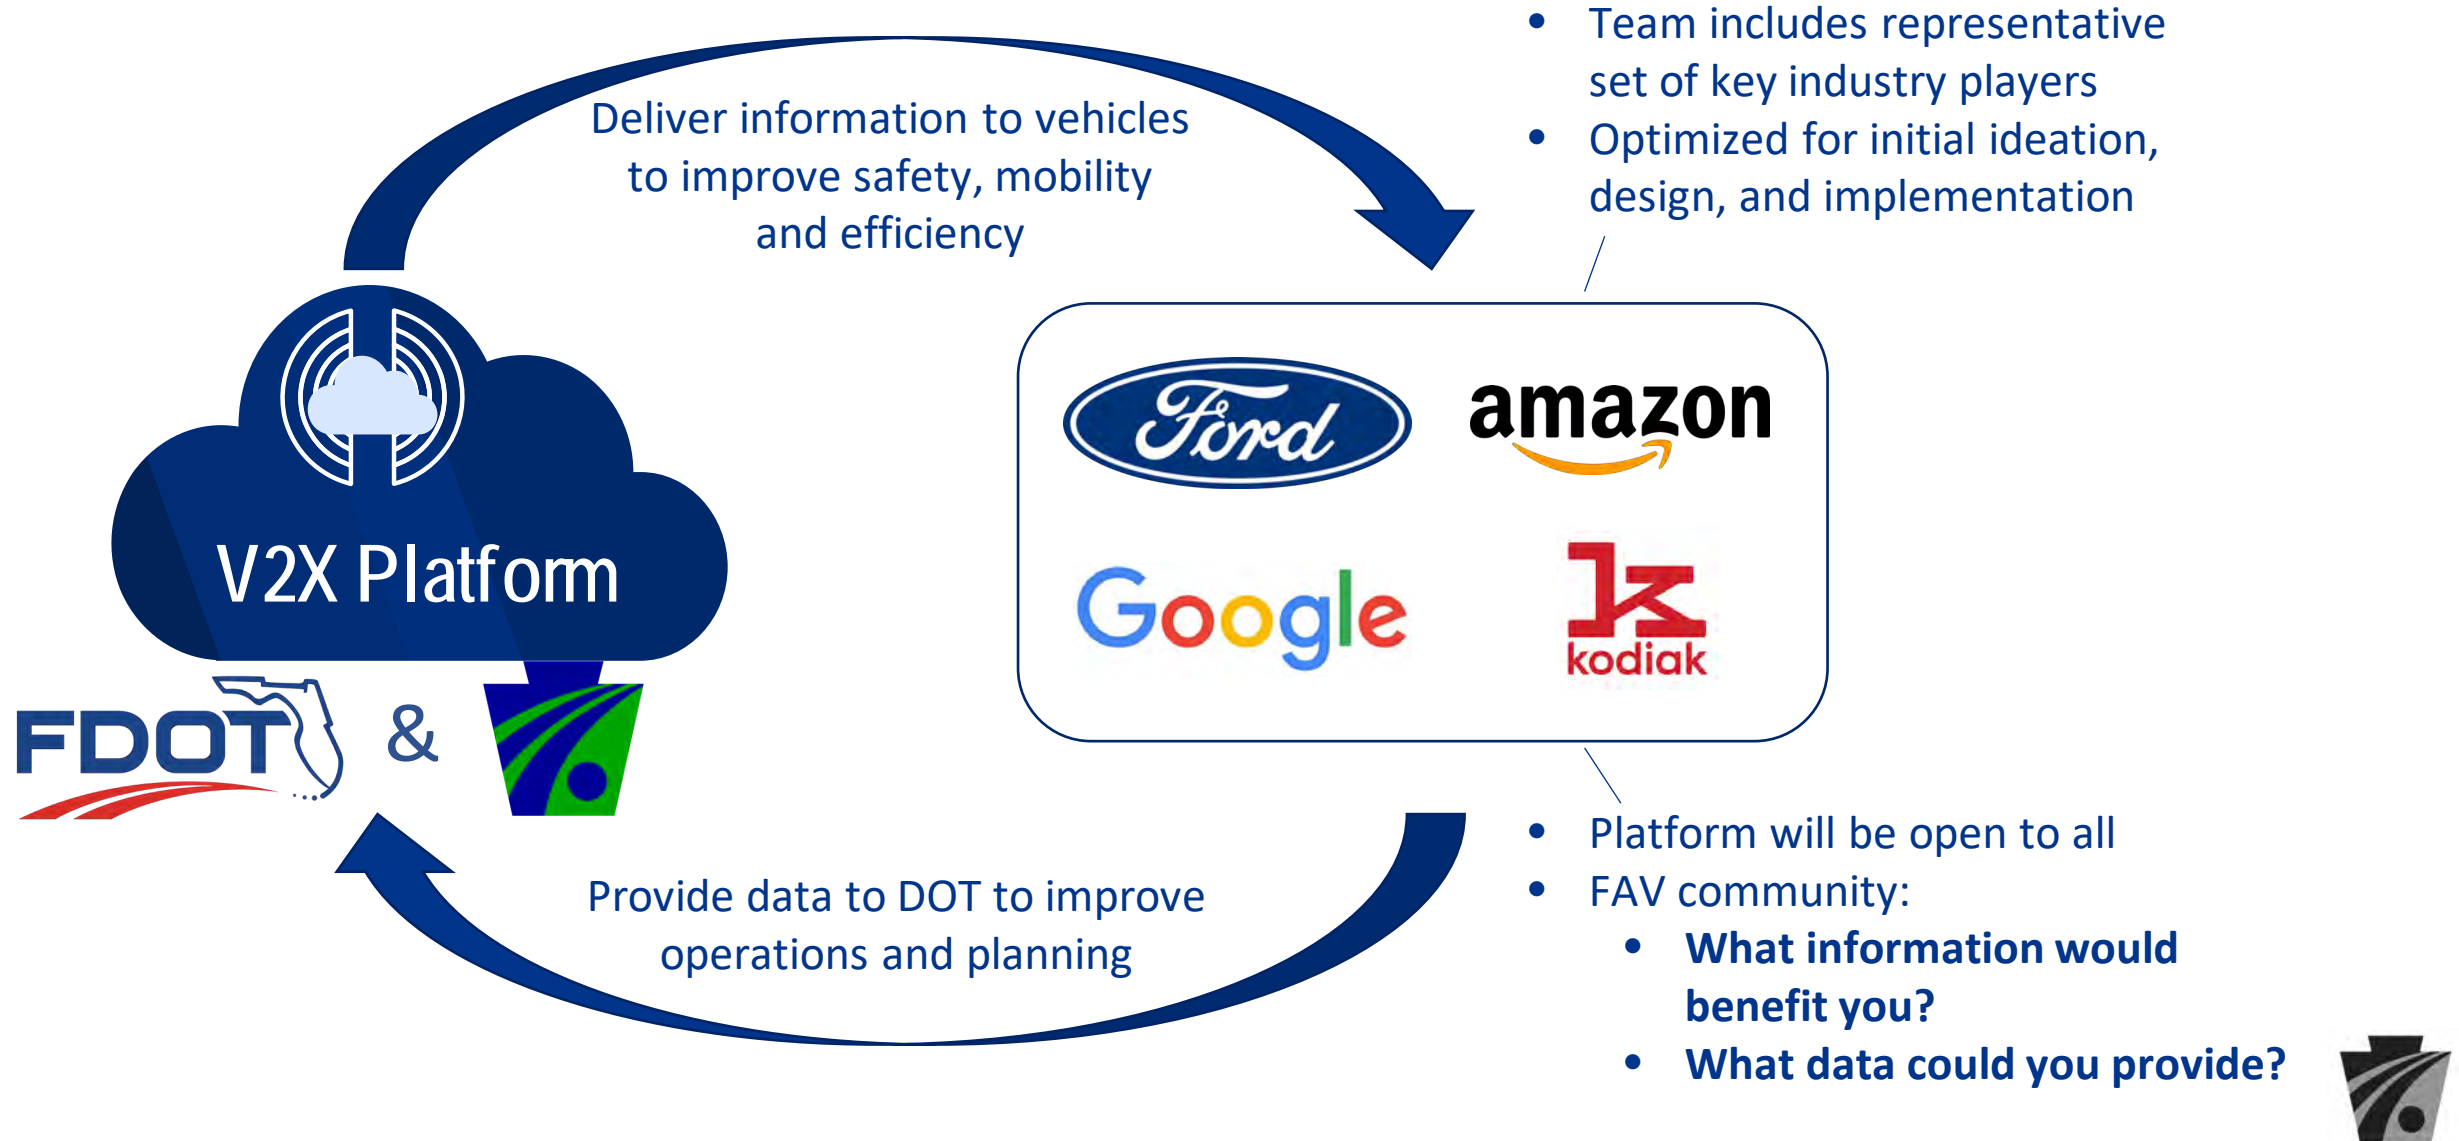 • Team includes representative
set of key industry players
• Optimized for initial ideation,
design, and implementation
Deliver information to vehicles
to improve safety, mobility
and efficiency
V2X Platform
FDOT &
Ford
amazon
Google
kodiak
Provide data to DOT to improve
operations and planning
• Platform will be open to all
• FAV community:
• What information would
benefit you?
• What data could you provide?